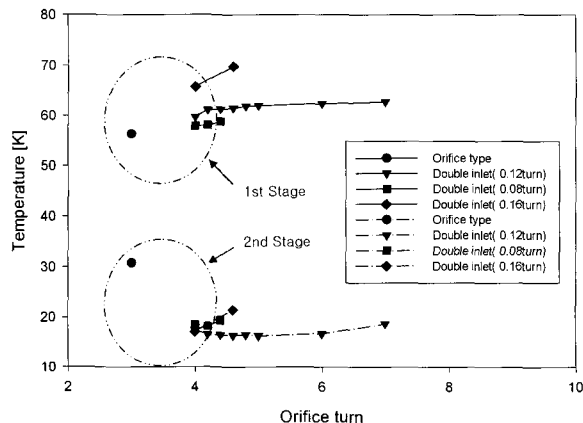 80
70
60
50
40
30
20
10
Temperature [K]
1st Stage
2nd Stage
Orifice type
Double inlet( 0.12turn)
Double inlet( 0.08turn)
Double inlet( 0.16turn)
Orifice type
Double inlet( 0.12turn)
Double inlet( 0.08turn)
Double inlet( 0.16turn)
2
4
6
8
10
Orifice turn